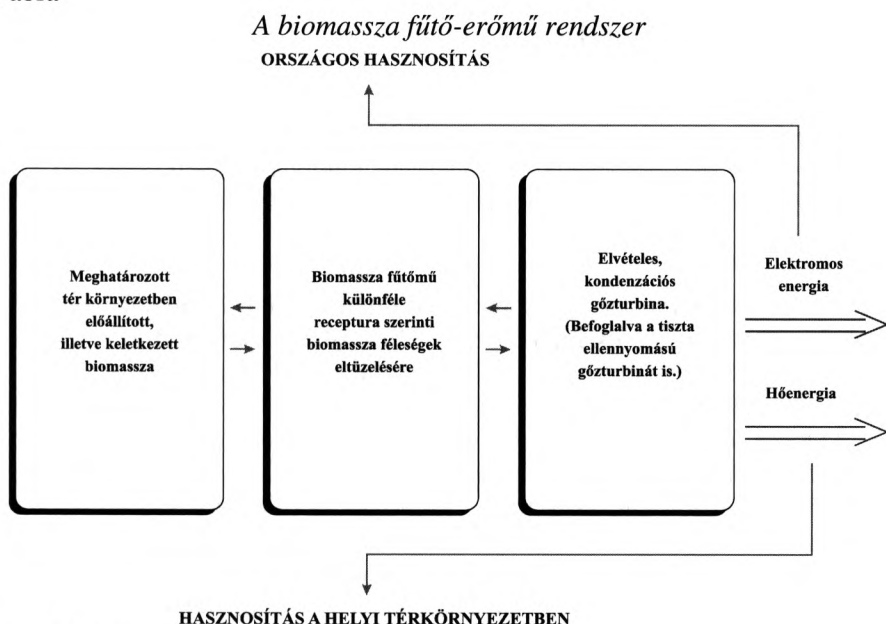 A biomassza fűtő-erőmű rendszer
ORSZÁGOS HASZNOSÍTÁS
Meghatározott
tér környezetben
előállított,
illetve keletkezett
biomassza
Biomassza fűtőmű
különféle
receptura szerinti
biomassza féleségek
eltüzelésére
Elvételes,
kondenzációs
gőzturbina.
(Befoglalva a tiszta
ellennyomású
gőzturbinát is.)
Elektromos
energia
Hőenergia
HASZNOSÍTÁS A HELYI TÉRKÖRNYEZETBEN